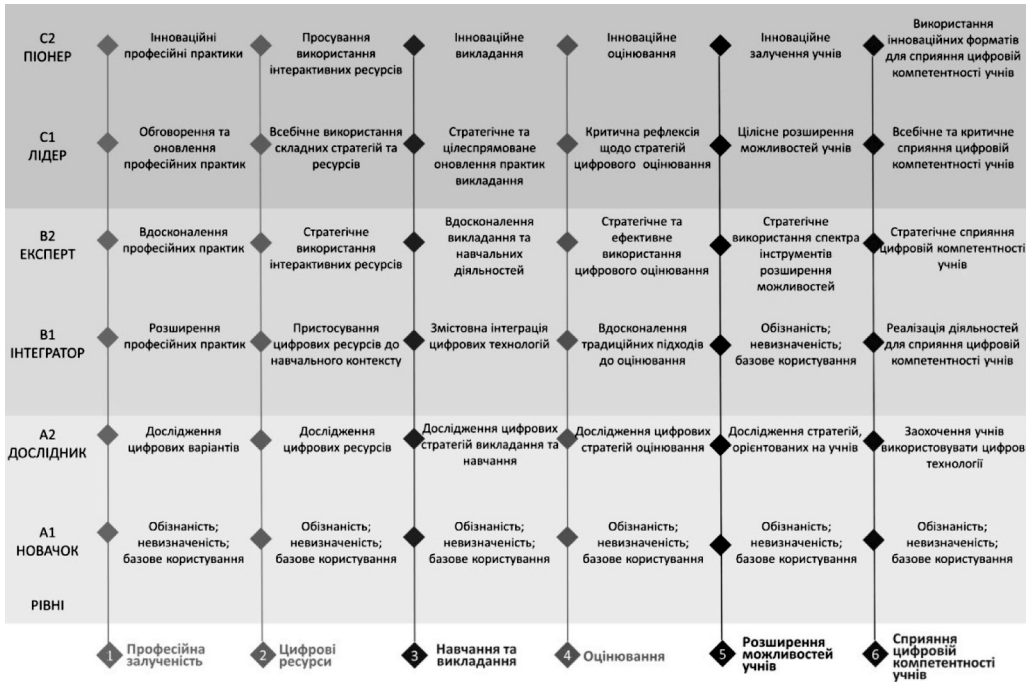 С2
ПІОНЕР
Інноваційні
професійні практики
Просування
використання
інтерактивних ресурсів
Інноваційне
викладання
Інноваційне
оцінювання
Інноваційне
залучення учнів
Використання
інноваційних форматів
для сприяння цифровій
компетентності учнів
С1
ЛІДЕР
Обговорення та
оновлення
професійних практик
Всебічне використання
складних стратегій та
ресурсів
Стратегічне та
цілеспрямоване
оновлення практик
викладання
Критична рефлексія
щодо стратегій
цифрового оцінювання
Цілісне розширення
можливостей учнів
Всебічне та критичне
сприяння цифровій
компетентності учнів
В2
ЕКСПЕРТ
Вдосконалення
професійних практик
Стратегічне
використання
інтерактивних ресурсів
Вдосконалення
викладання та
навчальних
діяльностей
Стратегічне та
ефективне
використання
цифрового оцінювання
Стратегічне
використання спектра
інструментів
розширення
можливостей
Стратегічне сприяння
цифровій компетентності
учнів
В1
ІНТЕГРАТОР
Розширення
професійних практик
Пристосування
цифрових ресурсів до
навчального контексту
Змістовна інтеграція
цифрових технологій
Вдосконалення
традиційних підходів
до оцінювання
Обізнаність;
невизначеність;
базове користування
Реалізація діяльностей
для сприяння цифровій
компетентності учнів
А2
ДОСЛІДНИК
Дослідження
цифрових варіантів
Дослідження
цифрових ресурсів
Дослідження цифрових
стратегій викладання та
навчання
Дослідження цифрових
стратегій оцінювання
Дослідження стратегій,
орієнтованих на учнів
Заохочення учнів
використовувати цифрові
технології
А1
НОВАЧОК
Обізнаність;
невизначеність;
базове користування
Обізнаність;
невизначеність;
базове користування
Обізнаність;
невизначеність;
базове користування
Обізнаність;
невизначеність;
базове користування
Обізнаність;
невизначеність;
базове користування
Обізнаність;
невизначеність;
базове користування
РІВНІ
1 Професійна
залученість
2 Цифрові
ресурси
3 Навчання та
викладання
4 Оцінювання
5 Розширення
можливостей
учнів
6 Сприяння
цифровій
компетентності
учнів